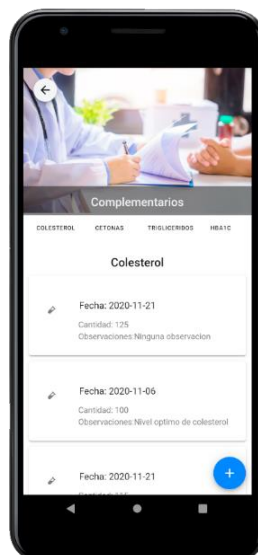 Complementarios
COLESTEROL CETONAS TRIGLICERIDOS HBA1C
Colesterol
Fecha: 2020-11-21
Cantidad: 125
Observaciones:Ninguna observacion
Fecha: 2020-11-06
Cantidad: 100
Observaciones:Nivel optimo de colesterol
Fecha: 2020-11-21